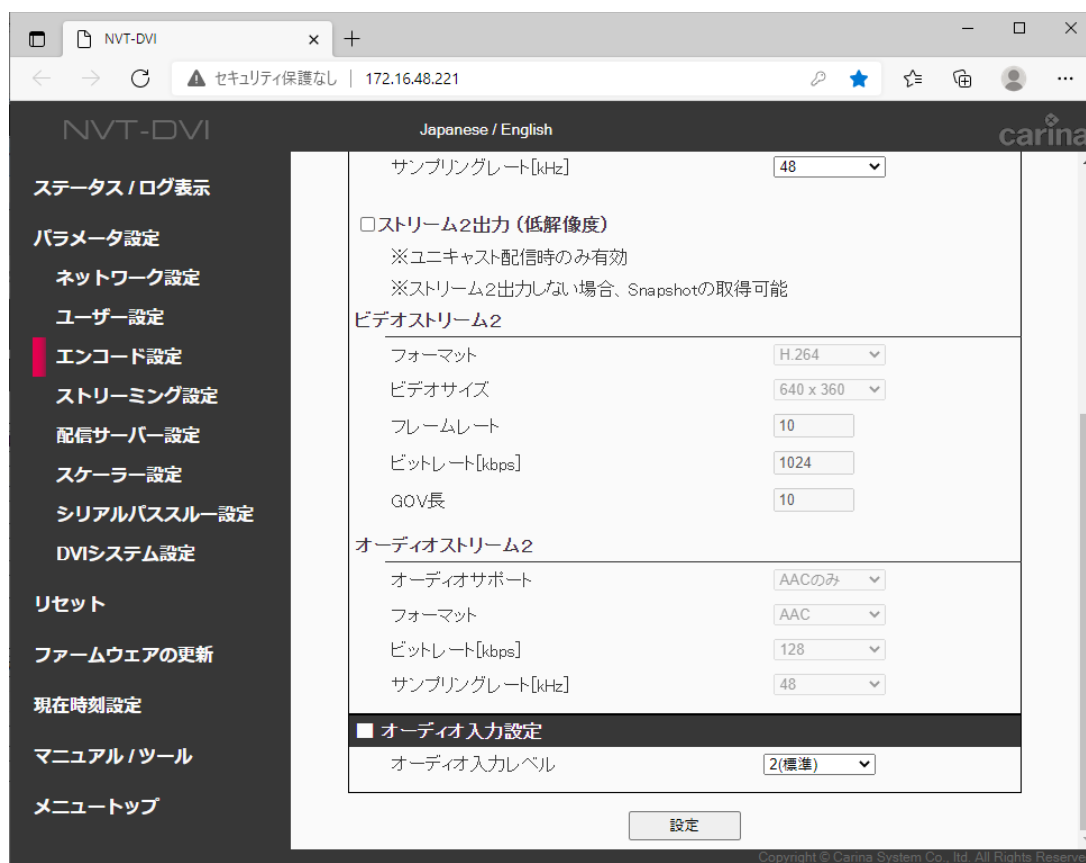 NVT-DVI
セキュリティ保護なし | 172.16.48.221
NVT-DVI
Japanese / English
carina
ステータス / ログ表示
パラメータ設定
ネットワーク設定
ユーザー設定
エンコード設定
ストリーミング設定
配信サーバー設定
スケーラー設定
シリアルパススルー設定
DVIシステム設定
リセット
ファームウェアの更新
現在時刻設定
マニュアル / ツール
メニュートップ
サンプリングレート[kHz] 48
ストリーム2出力 (低解像度)
※ユニキャスト配信時のみ有効
※ストリーム2出力しない場合、Snapshotの取得可能
ビデオストリーム2
フォーマット H.264
ビデオサイズ 640 x 360
フレームレート 10
ビットレート[kbps] 1024
GOV長 10
オーディオストリーム2
オーディオサポート AACのみ
フォーマット AAC
ビットレート[kbps] 128
サンプリングレート[kHz] 48
■ オーディオ入力設定
オーディオ入力レベル 2(標準)
設定
Copyright © Carina System Co., ltd. All Rights Reserve